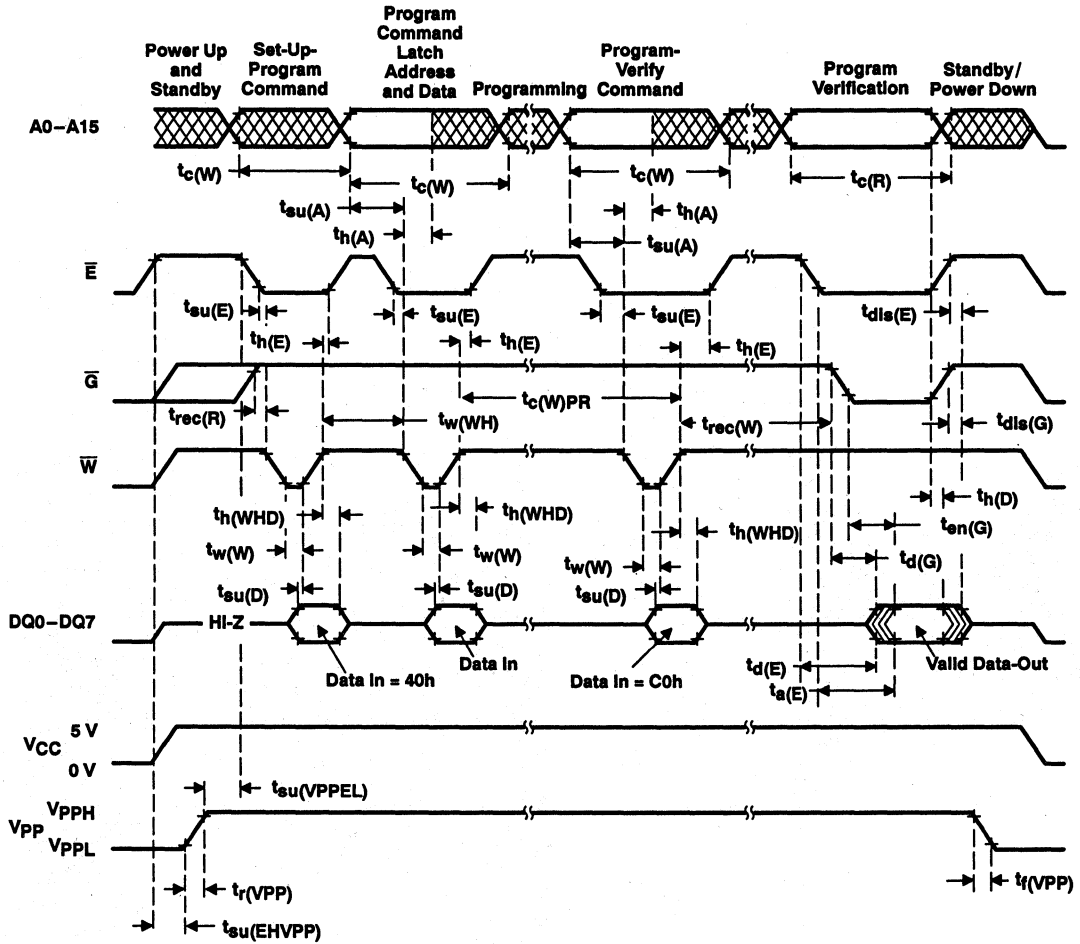 Power Up
and
Standby
Set-Up-
Program
Command
Program
Command
Latch
Address
and Data
Programming
Program-
Verify
Command
Program
Verification
Standby/
Power Down
A0–A15
tc(W)
tc(W)
tc(W)
tc(R)
tsu(A)
th(A)
th(A)
tsu(A)
E̅
tsu(E)
tsu(E)
tsu(E)
tdis(E)
th(E)
th(E)
th(E)
G̅
trec(R)
tc(W)PR
tw(WH)
trec(W)
tdis(G)
W̅
th(D)
th(WHD)
th(WHD)
th(WHD)
ten(G)
tw(W)
tw(W)
tw(W)
td(G)
tsu(D)
tsu(D)
tsu(D)
DQ0–DQ7
HI-Z
Data In = 40h
Data In
Data In = C0h
Valid Data-Out
td(E)
ta(E)
5 V
VCC
0 V
tsu(VPPEL)
VPPH
VPP
VPPL
tr(VPP)
tf(VPP)
tsu(EHVPP)